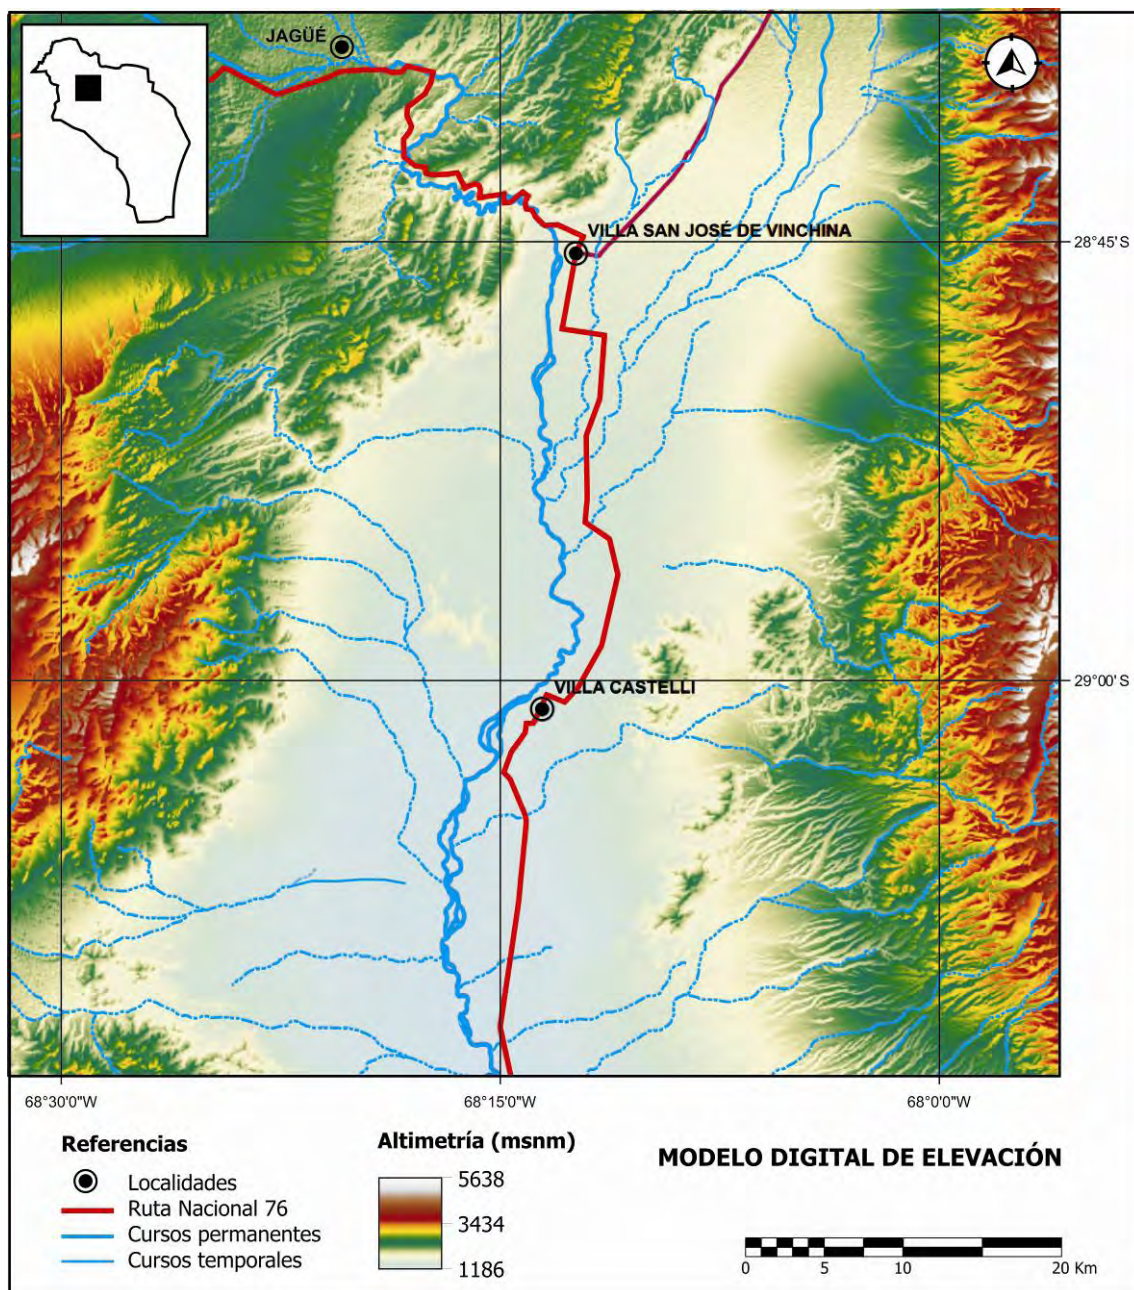 JAGÜÉ
VILLA SAN JOSÉ DE VINCHINA
28°45' S
VILLA CASTELLI
29°00' S
68°30'0"W
68°15'0"W
68°0'0"W
Referencias
Localidades
Ruta Nacional 76
Cursos permanentes
Cursos temporales
Altimetría (msnm)
5638
3434
1186
MODELO DIGITAL DE ELEVACIÓN
0 5 10 20 Km